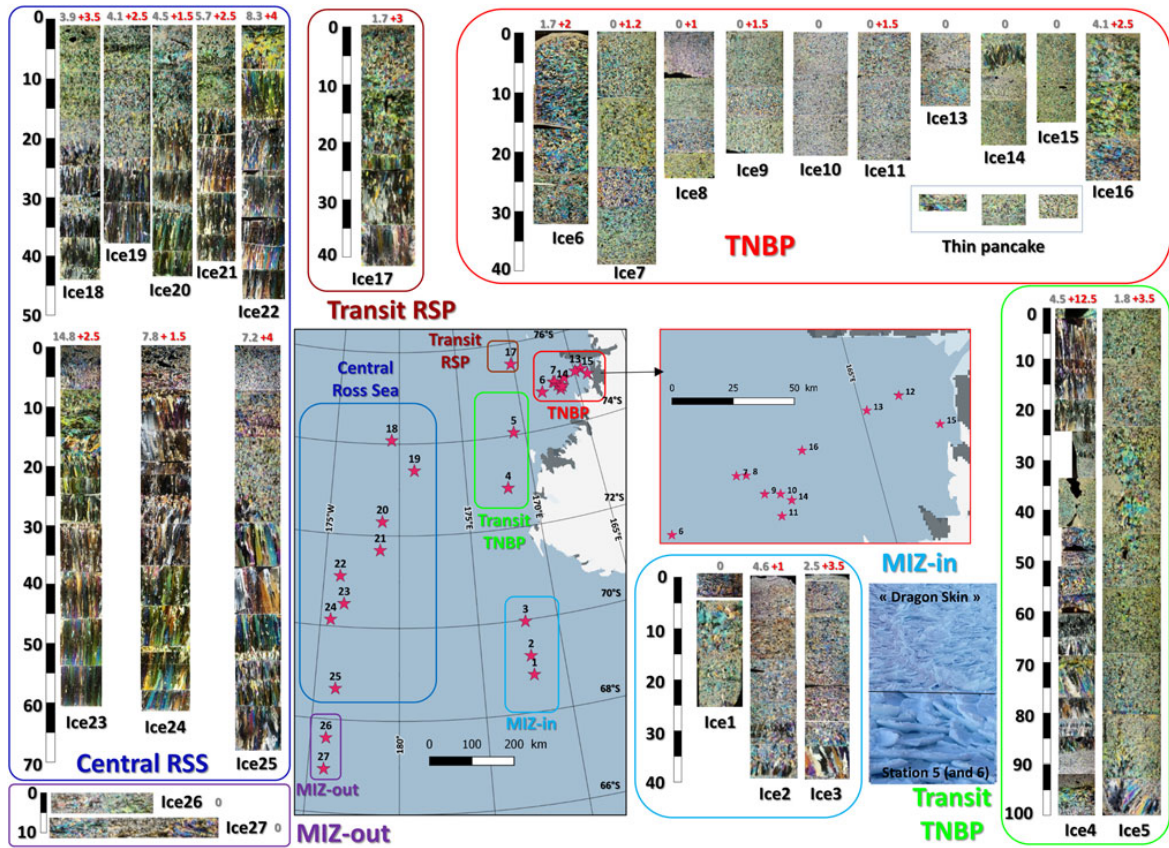 0
10
20
30
40
50
3.9 +3.5
4.1 +2.5
4.5 +1.5
5.7 +2.5
8.3 +4
Ice18
Ice19
Ice20
Ice21
Ice22
0
10
20
30
40
50
60
70
14.8 +2.5
7.8 + 1.5
7.2 +4
Ice23
Ice24
Ice25
Central RSS
0
10
Ice26 0
Ice27 0
MIZ-out
0
10
20
30
40
1.7 +3
Ice17
Transit RSP
0
10
20
30
40
1.7 +2
0 +1.2
0 +1
0 +1.5
0
0 +1.5
0
0
0
4.1 +2.5
Ice6
Ice7
Ice8
Ice9
Ice10
Ice11
Ice13
Ice14
Ice15
Ice16
Thin pancake
TNBP
Central
Ross Sea
Transit
RSP
TNBP
Transit
TNBP
MIZ-in
MIZ-out
17
13
15
7
14
6
5
4
18
19
20
21
22
23
24
25
26
27
3
2
1
76°S
74°S
72°S
70°S
68°S
66°S
175°W
180°
175°E
170°E
165°E
0 100 200 km
0 25 50 km
165°E
12
13
15
16
7
8
9
10
14
11
6
MIZ-in
0
10
20
30
40
0
4.6 +1
2.5 +3.5
Ice1
Ice2
Ice3
« Dragon Skin »
Station 5 (and 6)
Transit
TNBP
4.5 +12.5
1.8 +3.5
0
10
20
30
40
50
60
70
80
90
100
Ice4
Ice5